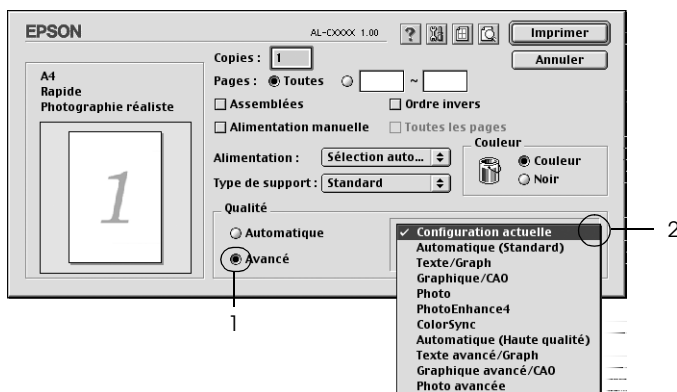 EPSON
AL-CXXXX 1.00
Imprimer
Annuler
A4
Rapide
Photographie réaliste
1
Copies : 1
Pages : Toutes ~
Assemblées
Ordre invers
Alimentation manuelle
Toutes les pages
Alimentation : Sélection auto...
Type de support : Standard
Couleur
Couleur
Noir
Qualité
Automatique
Avancé
✓ Configuration actuelle
Automatique (Standard)
Texte/Graph
Graphique/CAO
Photo
PhotoEnhance4
ColorSync
Automatique (Haute qualité)
Texte avancé/Graph
Graphique avancé/CAO
Photo avancée
1
2